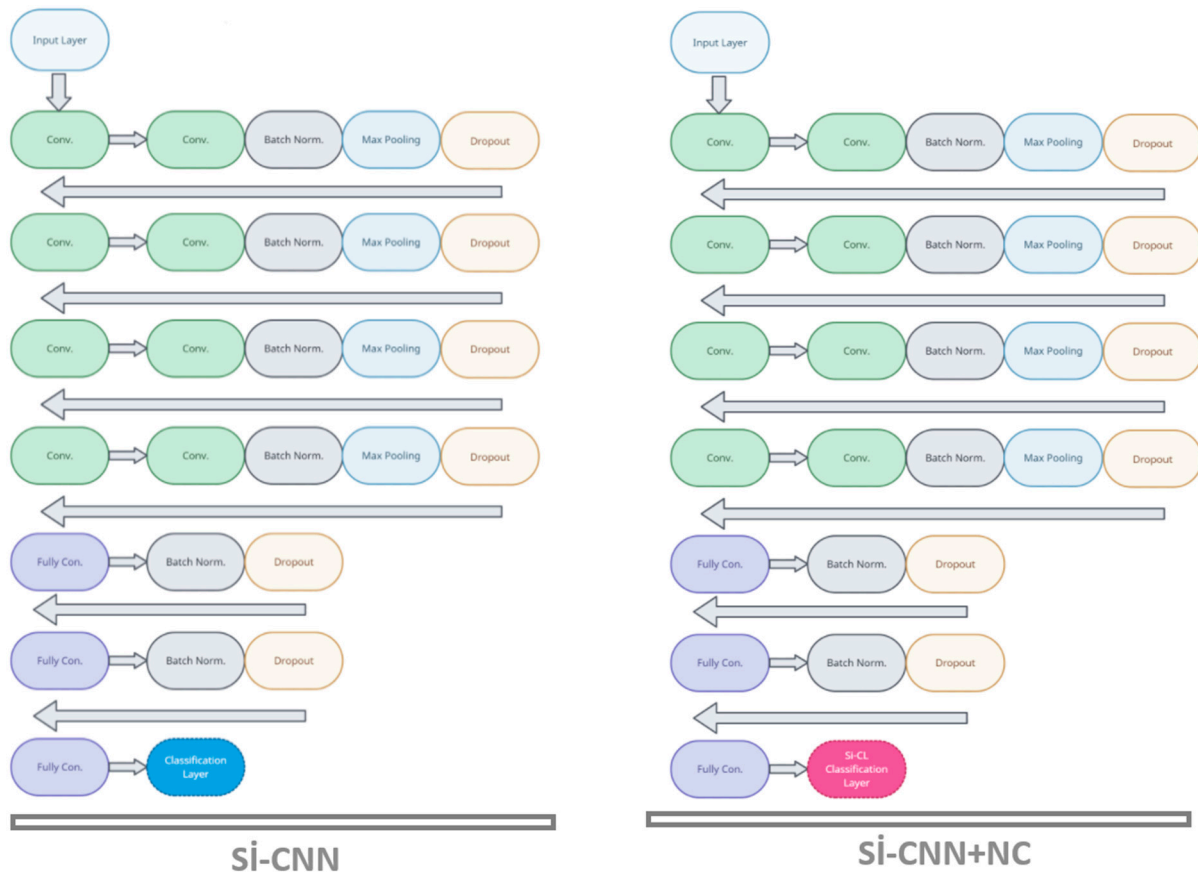 Input Layer
Conv. Conv. Batch Norm. Max Pooling Dropout
Conv. Conv. Batch Norm. Max Pooling Dropout
Conv. Conv. Batch Norm. Max Pooling Dropout
Conv. Conv. Batch Norm. Max Pooling Dropout
Fully Con. Batch Norm. Dropout
Fully Con. Batch Norm. Dropout
Fully Con. Classification
Layer
Sİ-CNN
Input Layer
Conv. Conv. Batch Norm. Max Pooling Dropout
Conv. Conv. Batch Norm. Max Pooling Dropout
Conv. Conv. Batch Norm. Max Pooling Dropout
Conv. Conv. Batch Norm. Max Pooling Dropout
Fully Con. Batch Norm. Dropout
Fully Con. Batch Norm. Dropout
Fully Con. Si-CL
Classification
Layer
Sİ-CNN+NC